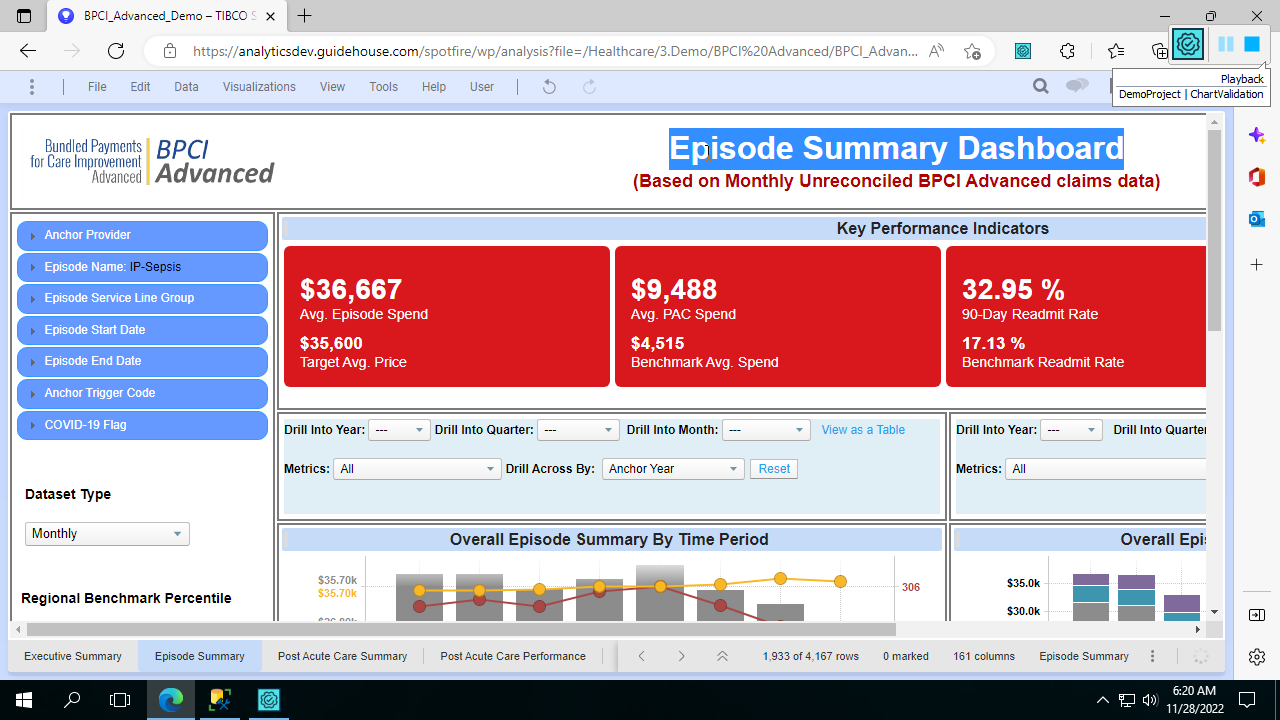 BPCI_Advanced_Demo – TIBCO S
https://analyticsdev.guidehouse.com/spotfire/wp/analysis?file=/Healthcare/3.Demo/BPCI%20Advanced/BPCI_Advan...
Playback
DemoProject | ChartValidation
File Edit Data Visualizations View Tools Help User
Bundled Payments
for Care Improvement
Advanced
BPCI
Advanced
Episode Summary Dashboard
(Based on Monthly Unreconciled BPCI Advanced claims data)
Anchor Provider
Episode Name: IP-Sepsis
Episode Service Line Group
Episode Start Date
Episode End Date
Anchor Trigger Code
COVID-19 Flag
Dataset Type
Monthly
Regional Benchmark Percentile
Key Performance Indicators
$36,667
Avg. Episode Spend
$35,600
Target Avg. Price
$9,488
Avg. PAC Spend
$4,515
Benchmark Avg. Spend
32.95 %
90-Day Readmit Rate
17.13 %
Benchmark Readmit Rate
Drill Into Year: --- Drill Into Quarter: --- Drill Into Month: --- View as a Table
Metrics: All Drill Across By: Anchor Year Reset
Drill Into Year: --- Drill Into Quarter
Metrics: All
Overall Episode Summary By Time Period
$35.70k
$35.70k
306
Overall Epi
$35.0k
$30.0k
Executive Summary Episode Summary Post Acute Care Summary Post Acute Care Performance
1,933 of 4,167 rows 0 marked 161 columns Episode Summary
6:20 AM
11/28/2022